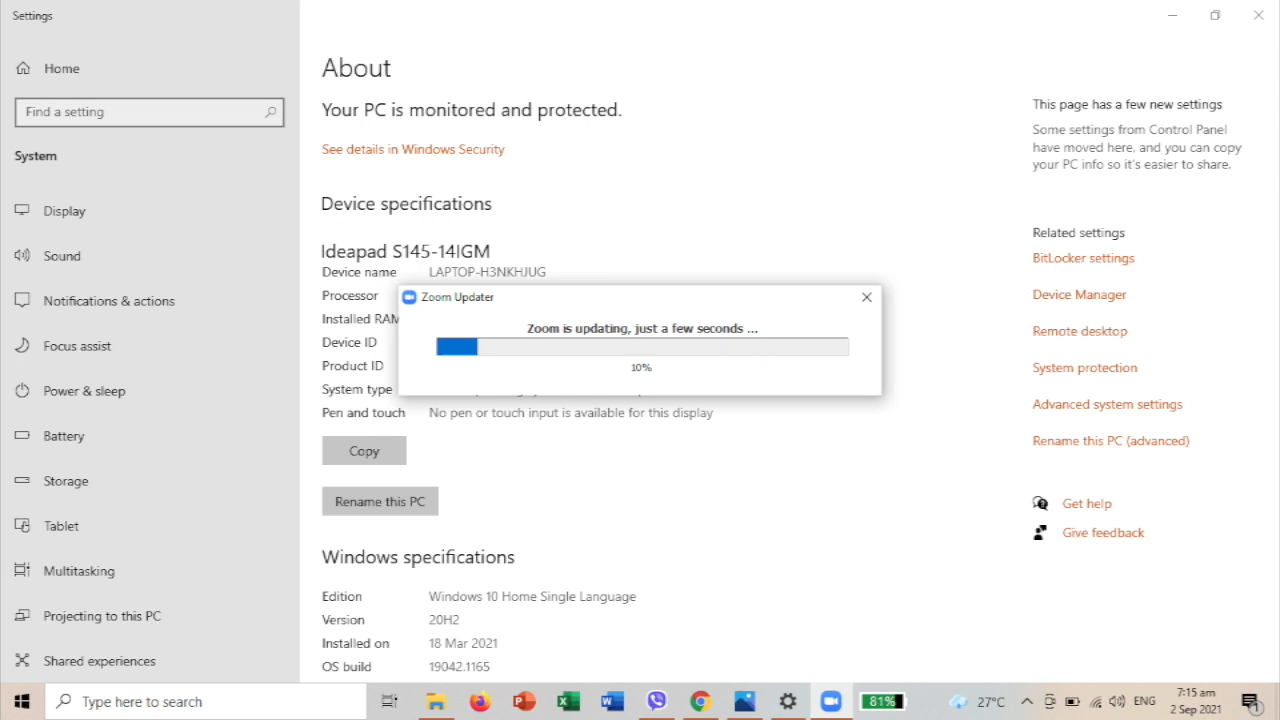 Settings
Home
Find a setting
System
Display
Sound
Notifications & actions
Focus assist
Power & sleep
Battery
Storage
Tablet
Multitasking
Projecting to this PC
Shared experiences
About
Your PC is monitored and protected.
See details in Windows Security
Device specifications
Ideapad S145-14IGM
Device name LAPTOP-H3NKHJUG
Processor
Installed RAM
Device ID
Product ID
System type
Pen and touch No pen or touch input is available for this display
Copy
Rename this PC
Windows specifications
Edition Windows 10 Home Single Language
Version 20H2
Installed on 18 Mar 2021
OS build 19042.1165
Zoom Updater
Zoom is updating, just a few seconds ...
10%
This page has a few new settings
Some settings from Control Panel
have moved here, and you can copy
your PC info so it's easier to share.
Related settings
BitLocker settings
Device Manager
Remote desktop
System protection
Advanced system settings
Rename this PC (advanced)
Get help
Give feedback
Type here to search
81%
27°C
ENG
7:15 am
2 Sep 2021
1